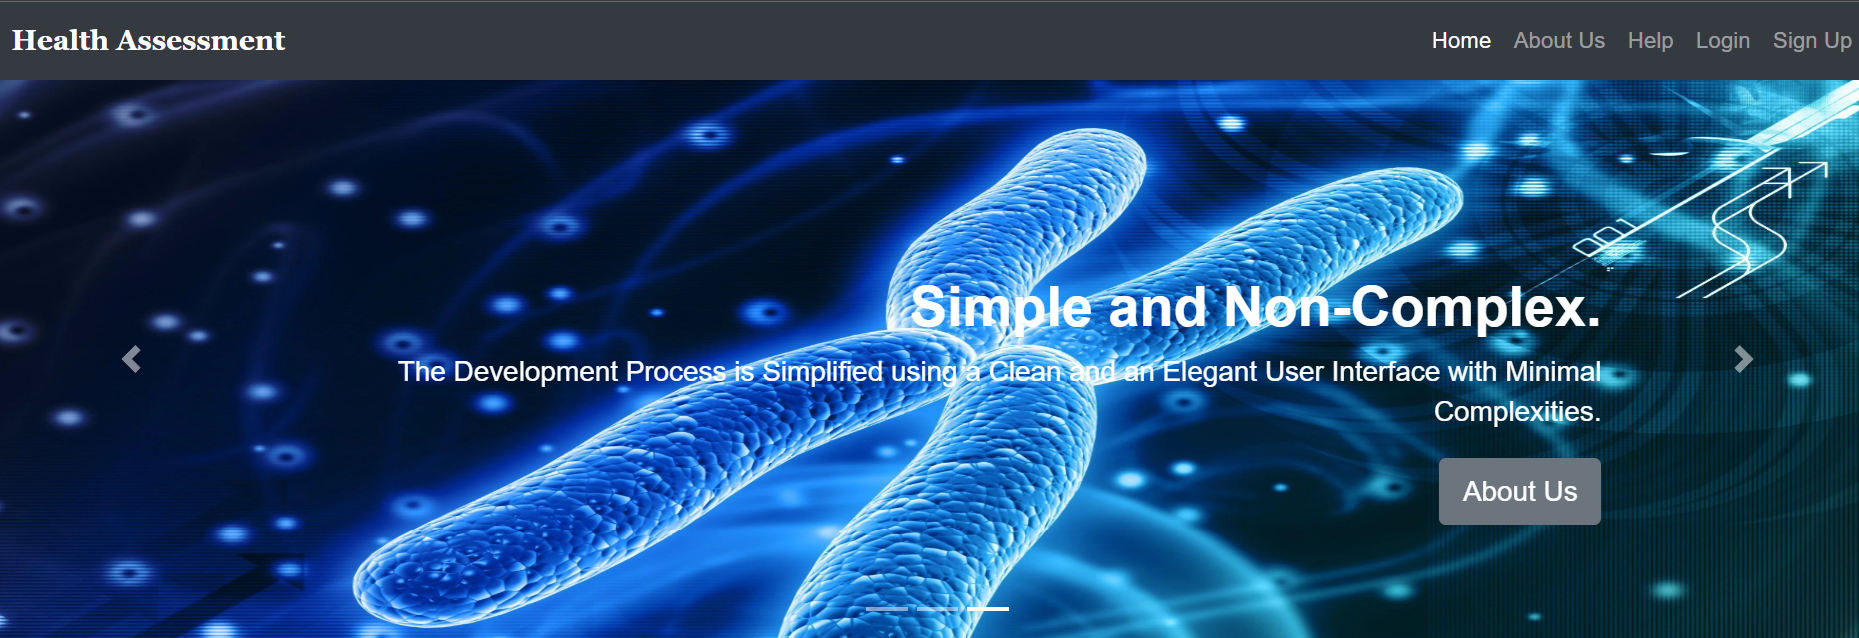 Health Assessment
Home About Us Help Login Sign Up
Simple and Non-Complex.
The Development Process is Simplified using a Clean and an Elegant User Interface with Minimal
Complexities.
About Us